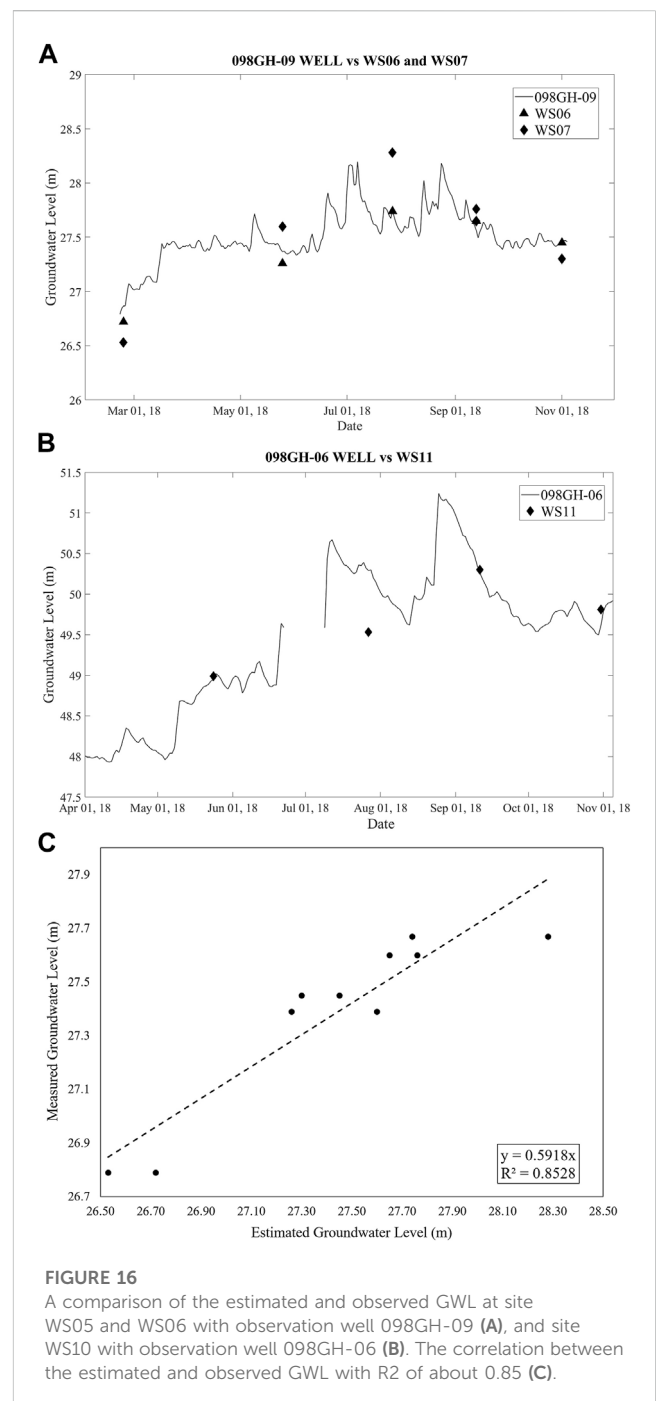 A
098GH-09 WELL vs WS06 and WS07
Groundwater Level (m)
29
28.5
28
27.5
27
26.5
26
098GH-09
WS06
WS07
Mar 01, 18 May 01, 18 Jul 01, 18 Sep 01, 18 Nov 01, 18
Date
B
098GH-06 WELL vs WS11
Groundwater Level (m)
51.5
51
50.5
50
49.5
49
48.5
48
47.5
098GH-06
WS11
Apr 01, 18 May 01, 18 Jun 01, 18 Jul 01, 18 Aug 01, 18 Sep 01, 18 Oct 01, 18 Nov 01, 18
Date
C
Measured Groundwater Level (m)
27.9
27.7
27.5
27.3
27.1
26.9
26.7
y = 0.5918x
R² = 0.8528
26.50 26.70 26.90 27.10 27.30 27.50 27.70 27.90 28.10 28.30 28.50
Estimated Groundwater Level (m)
FIGURE 16
A comparison of the estimated and observed GWL at site
WS05 and WS06 with observation well 098GH-09 (A), and site
WS10 with observation well 098GH-06 (B). The correlation between
the estimated and observed GWL with R2 of about 0.85 (C).